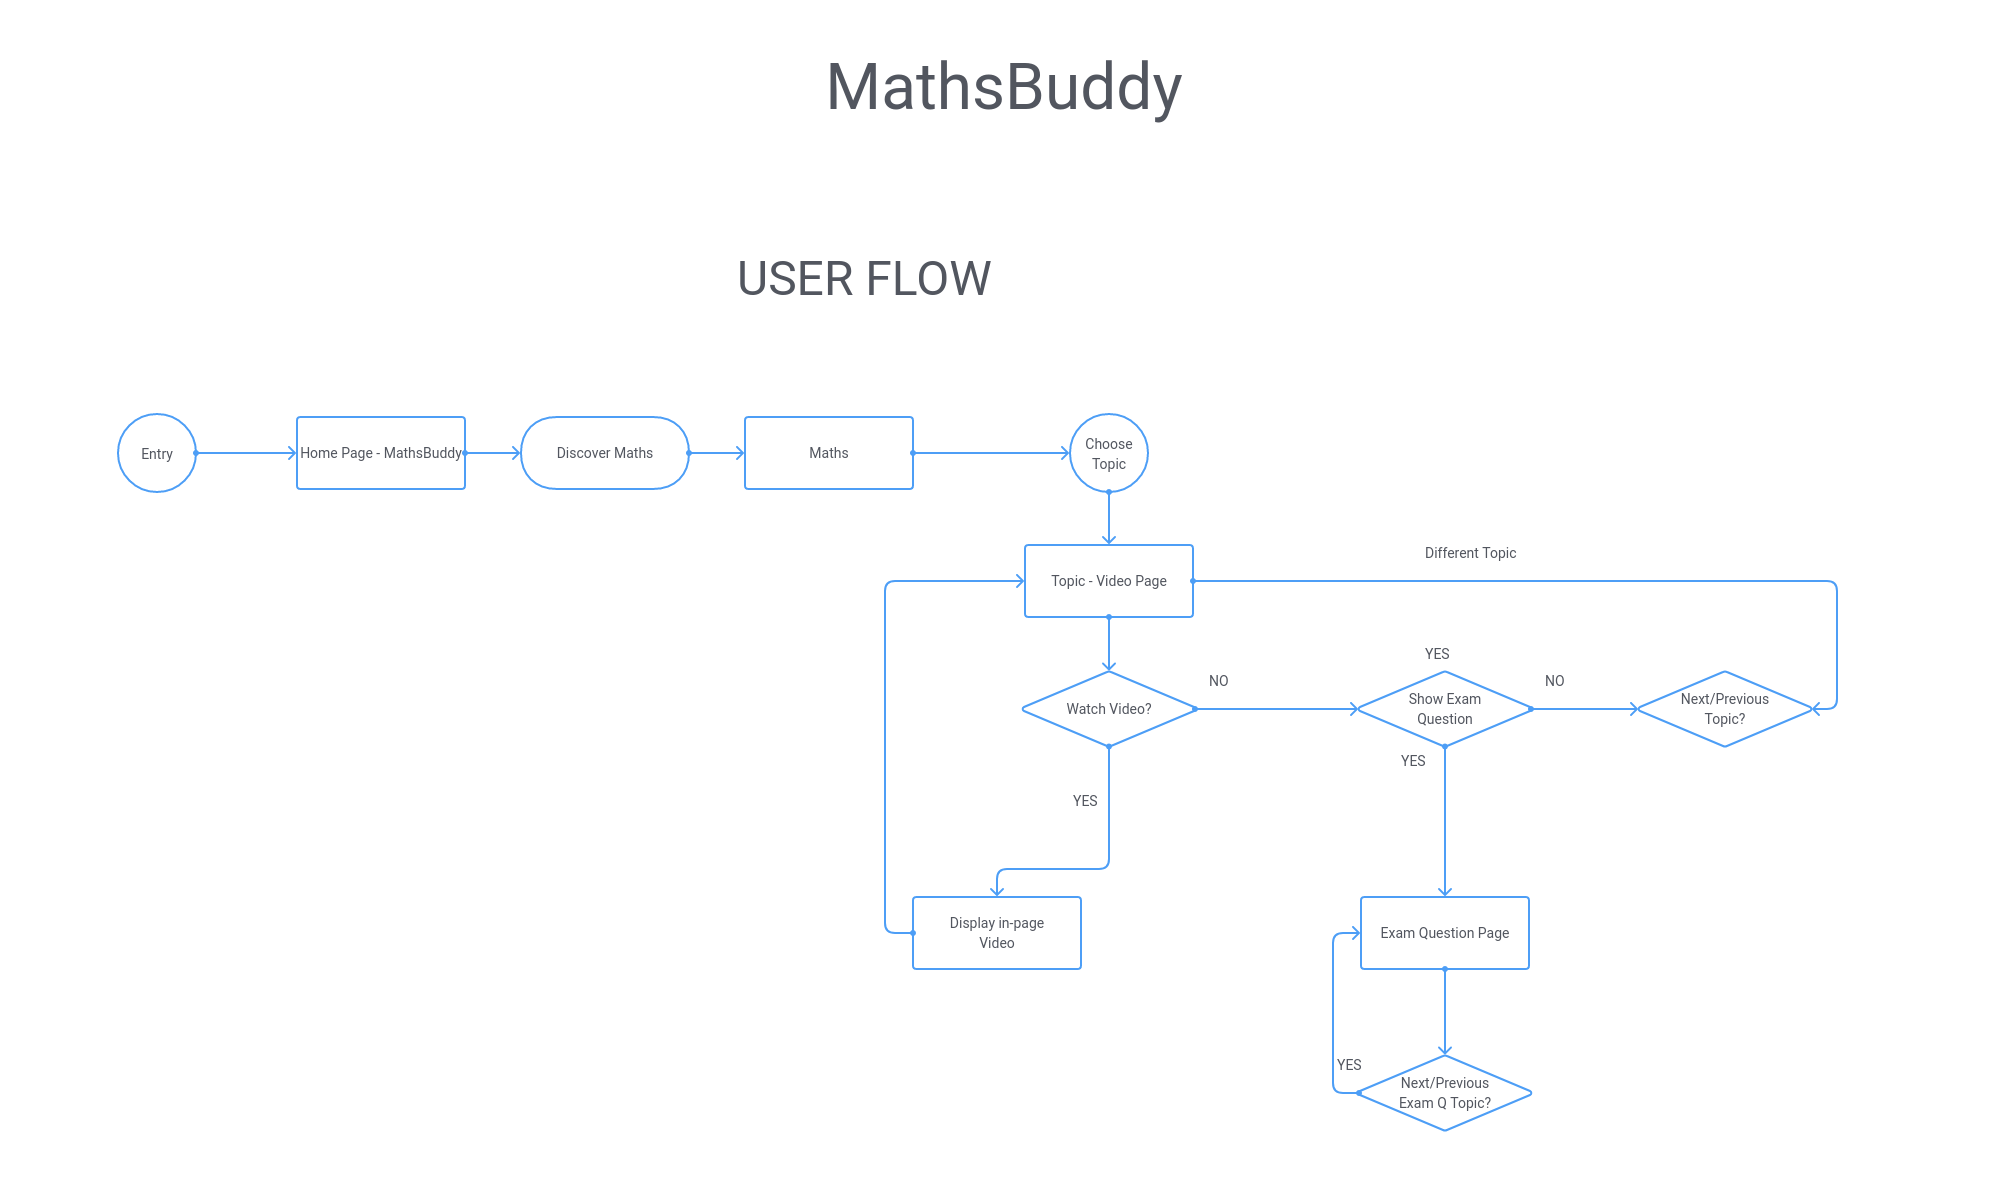 MathsBuddy
USER FLOW
Entry
Home Page - MathsBuddy
Discover Maths
Maths
Choose
Topic
Topic - Video Page
Different Topic
Watch Video?
NO
YES
Show Exam
Question
NO
Next/Previous
Topic?
YES
YES
Display in-page
Video
Exam Question Page
YES
Next/Previous
Exam Q Topic?